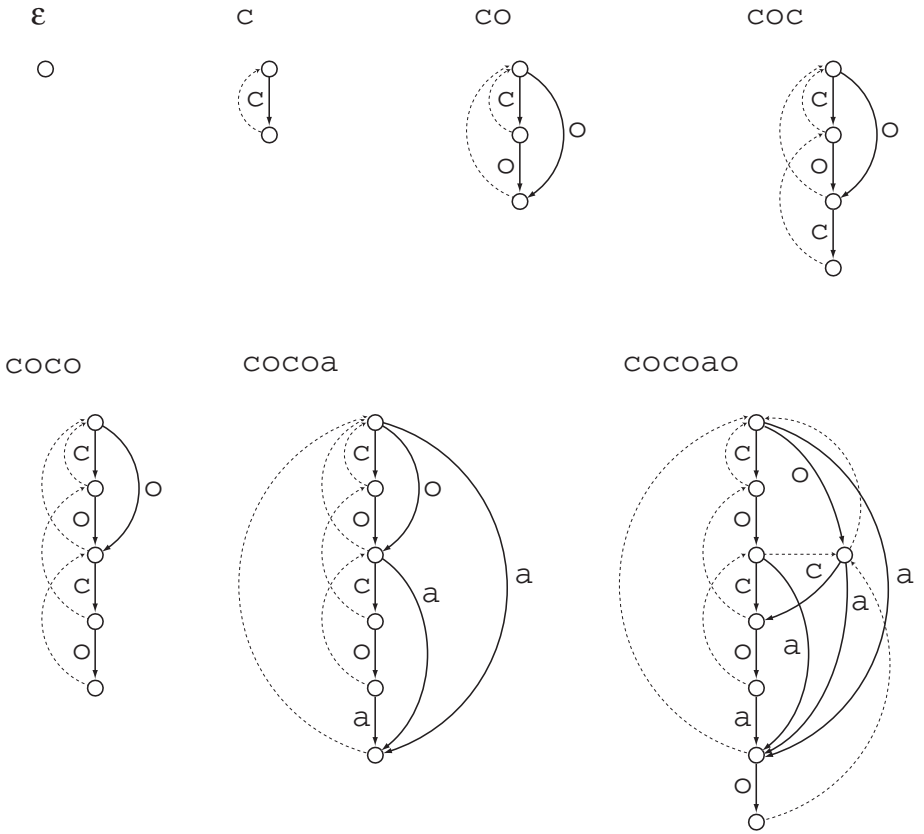 ε c co coc
c c o o c o o c
coco cocoa cocoao
c o o c o
c o o c a a o a
c o o c c a a a o a o